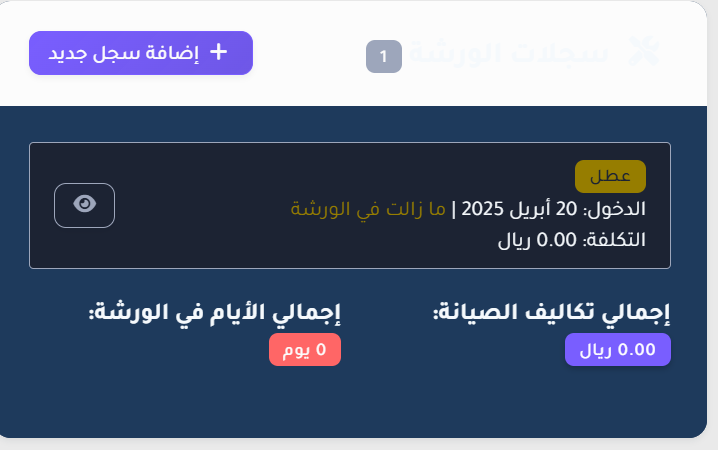 سجلات الورشة 1
إضافة سجل جديد
عطل
الدخول: 20 أبريل 2025 | ما زالت في الورشة
التكلفة: 0.00 ريال
إجمالي تكاليف الصيانة:
0.00 ريال
إجمالي الأيام في الورشة:
0 يوم